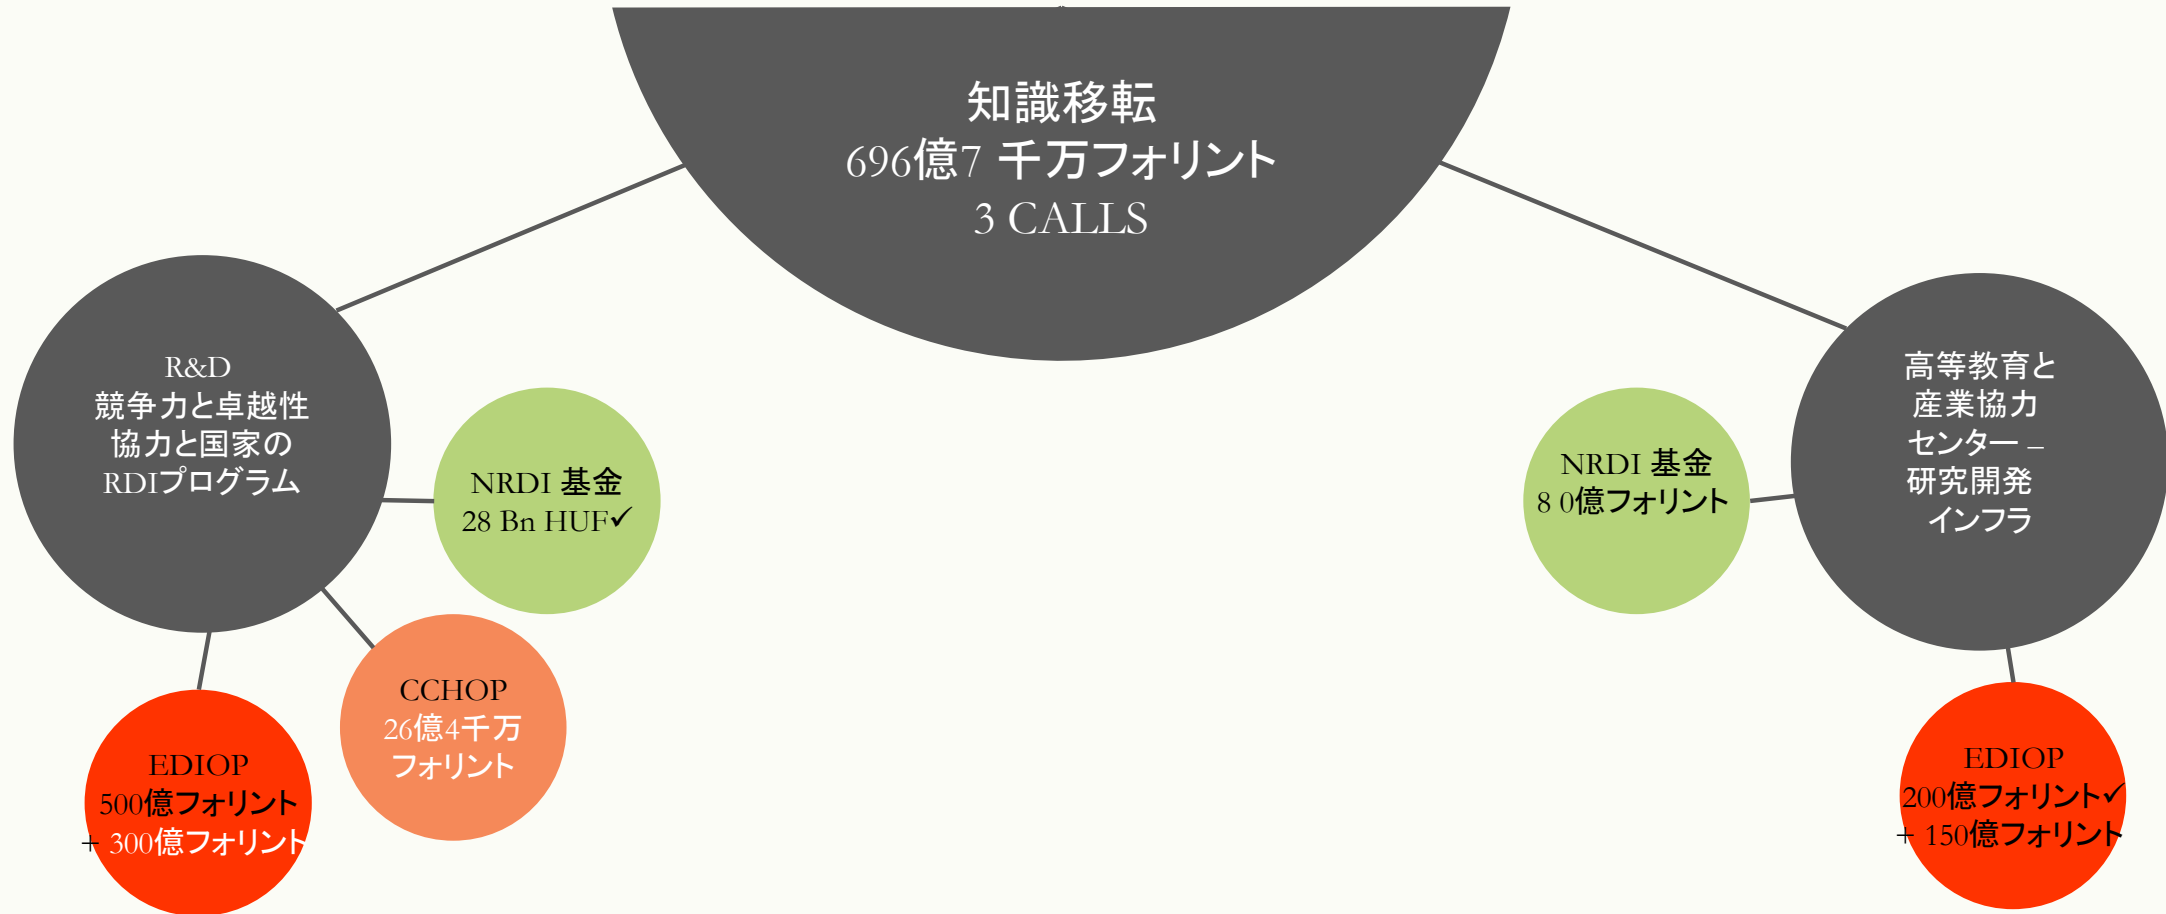 知識移転
696億7 千万フォリント
3 CALLS
R&D
競争力と卓越性
協力と国家の
RDIプログラム
NRDI 基金
28 Bn HUF✓
CCHOP
26億4千万
フォリント
EDIOP
500億フォリント
+ 300億フォリント
高等教育と
産業協力
センター –
研究開発
インフラ
NRDI 基金
8 0億フォリント
EDIOP
200億フォリント✓
+ 150億フォリント